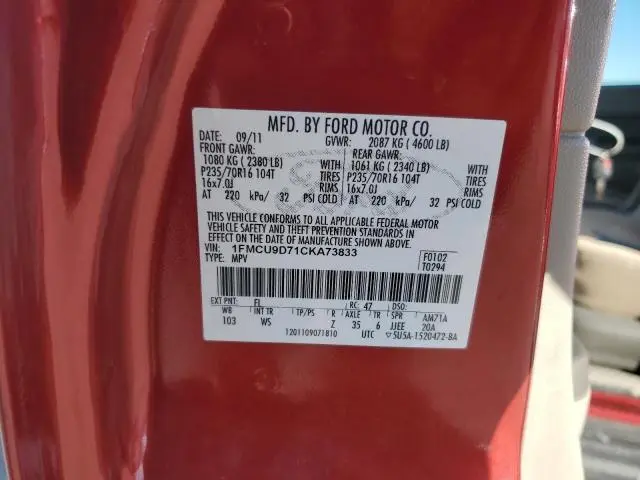 MFD. BY FORD MOTOR CO.
DATE: 09/11 GVWR: 2087 KG ( 4600 LB)
FRONT GAWR: REAR GAWR:
1080 KG ( 2380 LB) WITH 1061 KG ( 2340 LB) WITH
P235/70R16 104T TIRES P235/70R16 104T TIRES
16x7.0J RIMS 16x7.0J RIMS
AT 220 kPa/ 32 PSI COLD AT 220 kPa/ 32 PSI COLD
THIS VEHICLE CONFORMS TO ALL APPLICABLE FEDERAL MOTOR
VEHICLE SAFETY AND THEFT PREVENTION STANDARDS IN
EFFECT ON THE DATE OF MANUFACTURE SHOWN ABOVE.
VIN: 1FMCU9D71CKA73833 F0102
TYPE: MPV T0294
EXT PNT: FL RC: 47 DSO:
WB INT TR TP/PS R AXLE TR SPR AM71A
103 WS Z 35 6 JJEE 20A
1201109071810 UTC 5U5A-1520472-BA